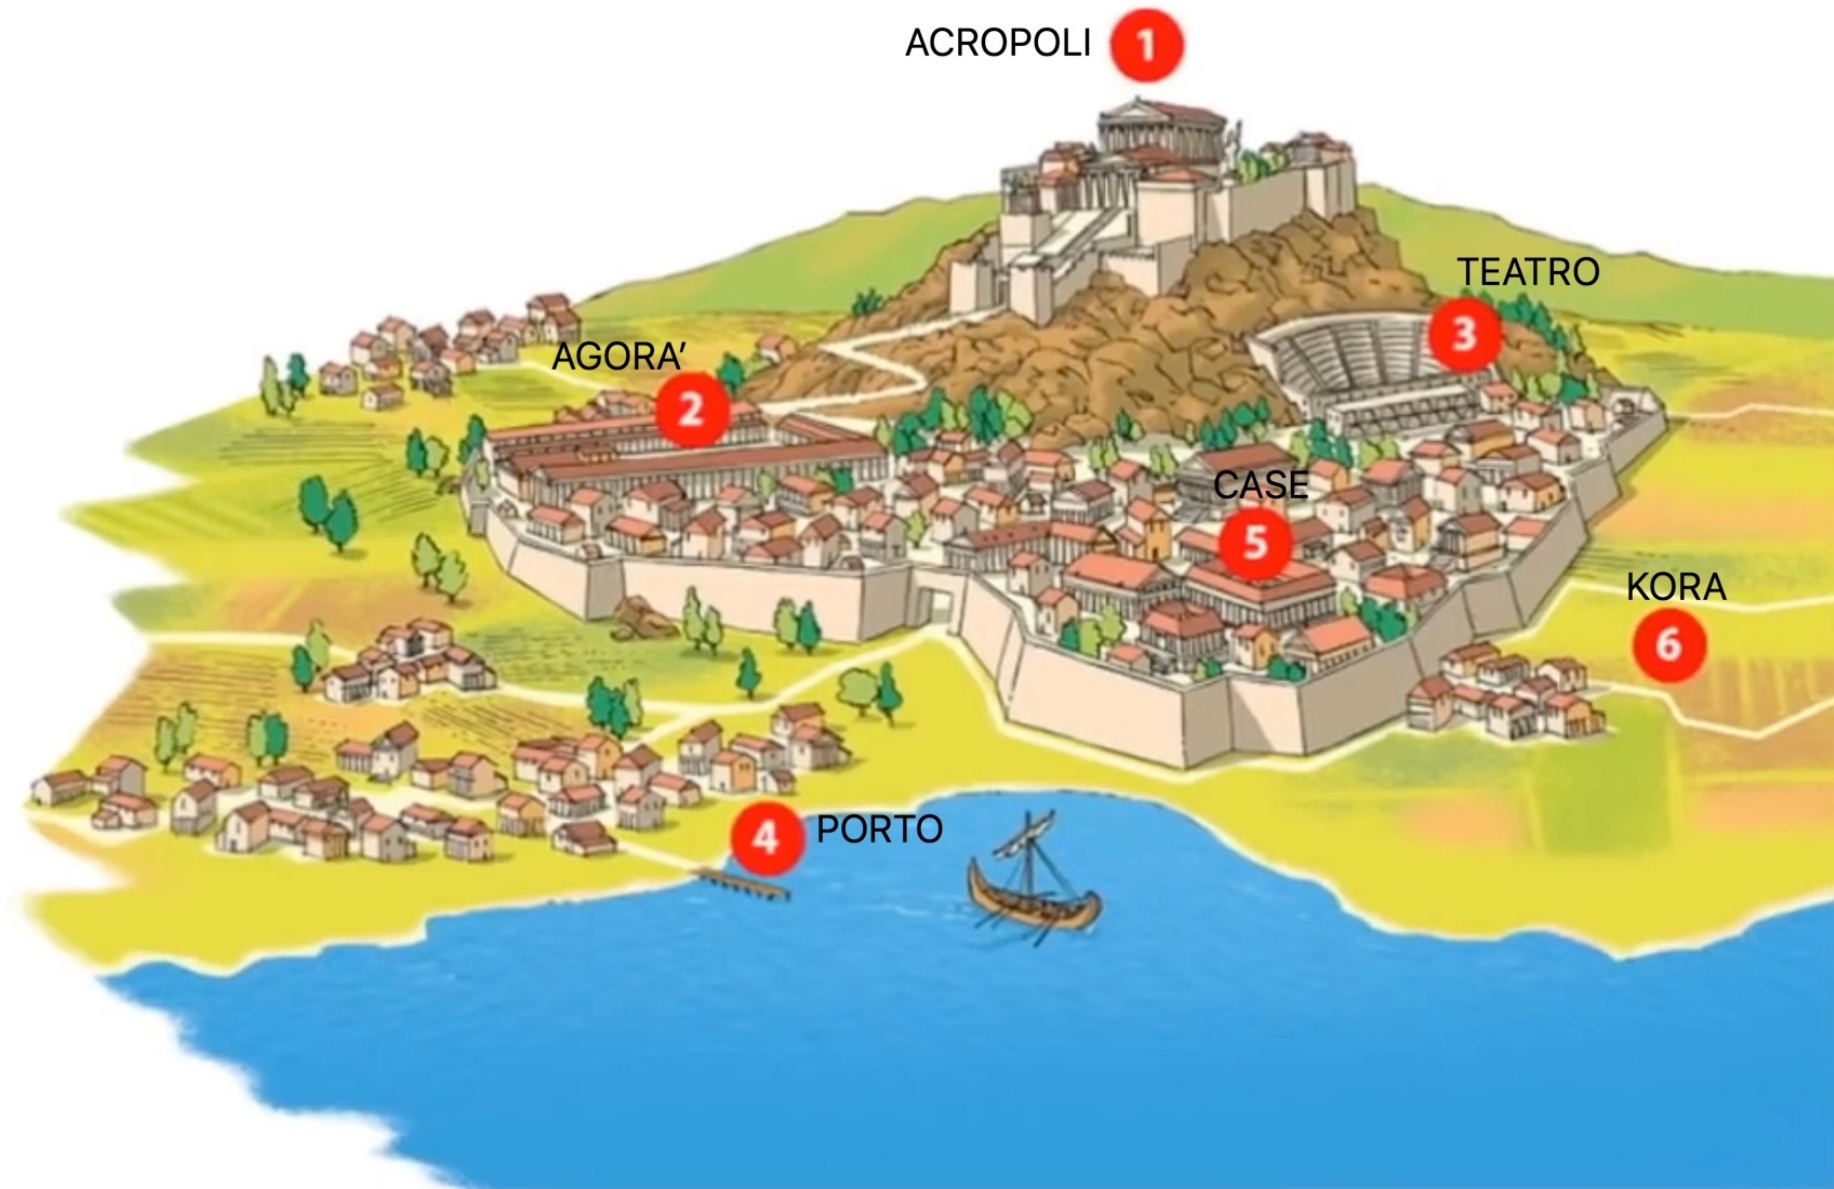 ACROPOLI 1
TEATRO
3
AGORA’
2
CASE
5
KORA
6
4 PORTO